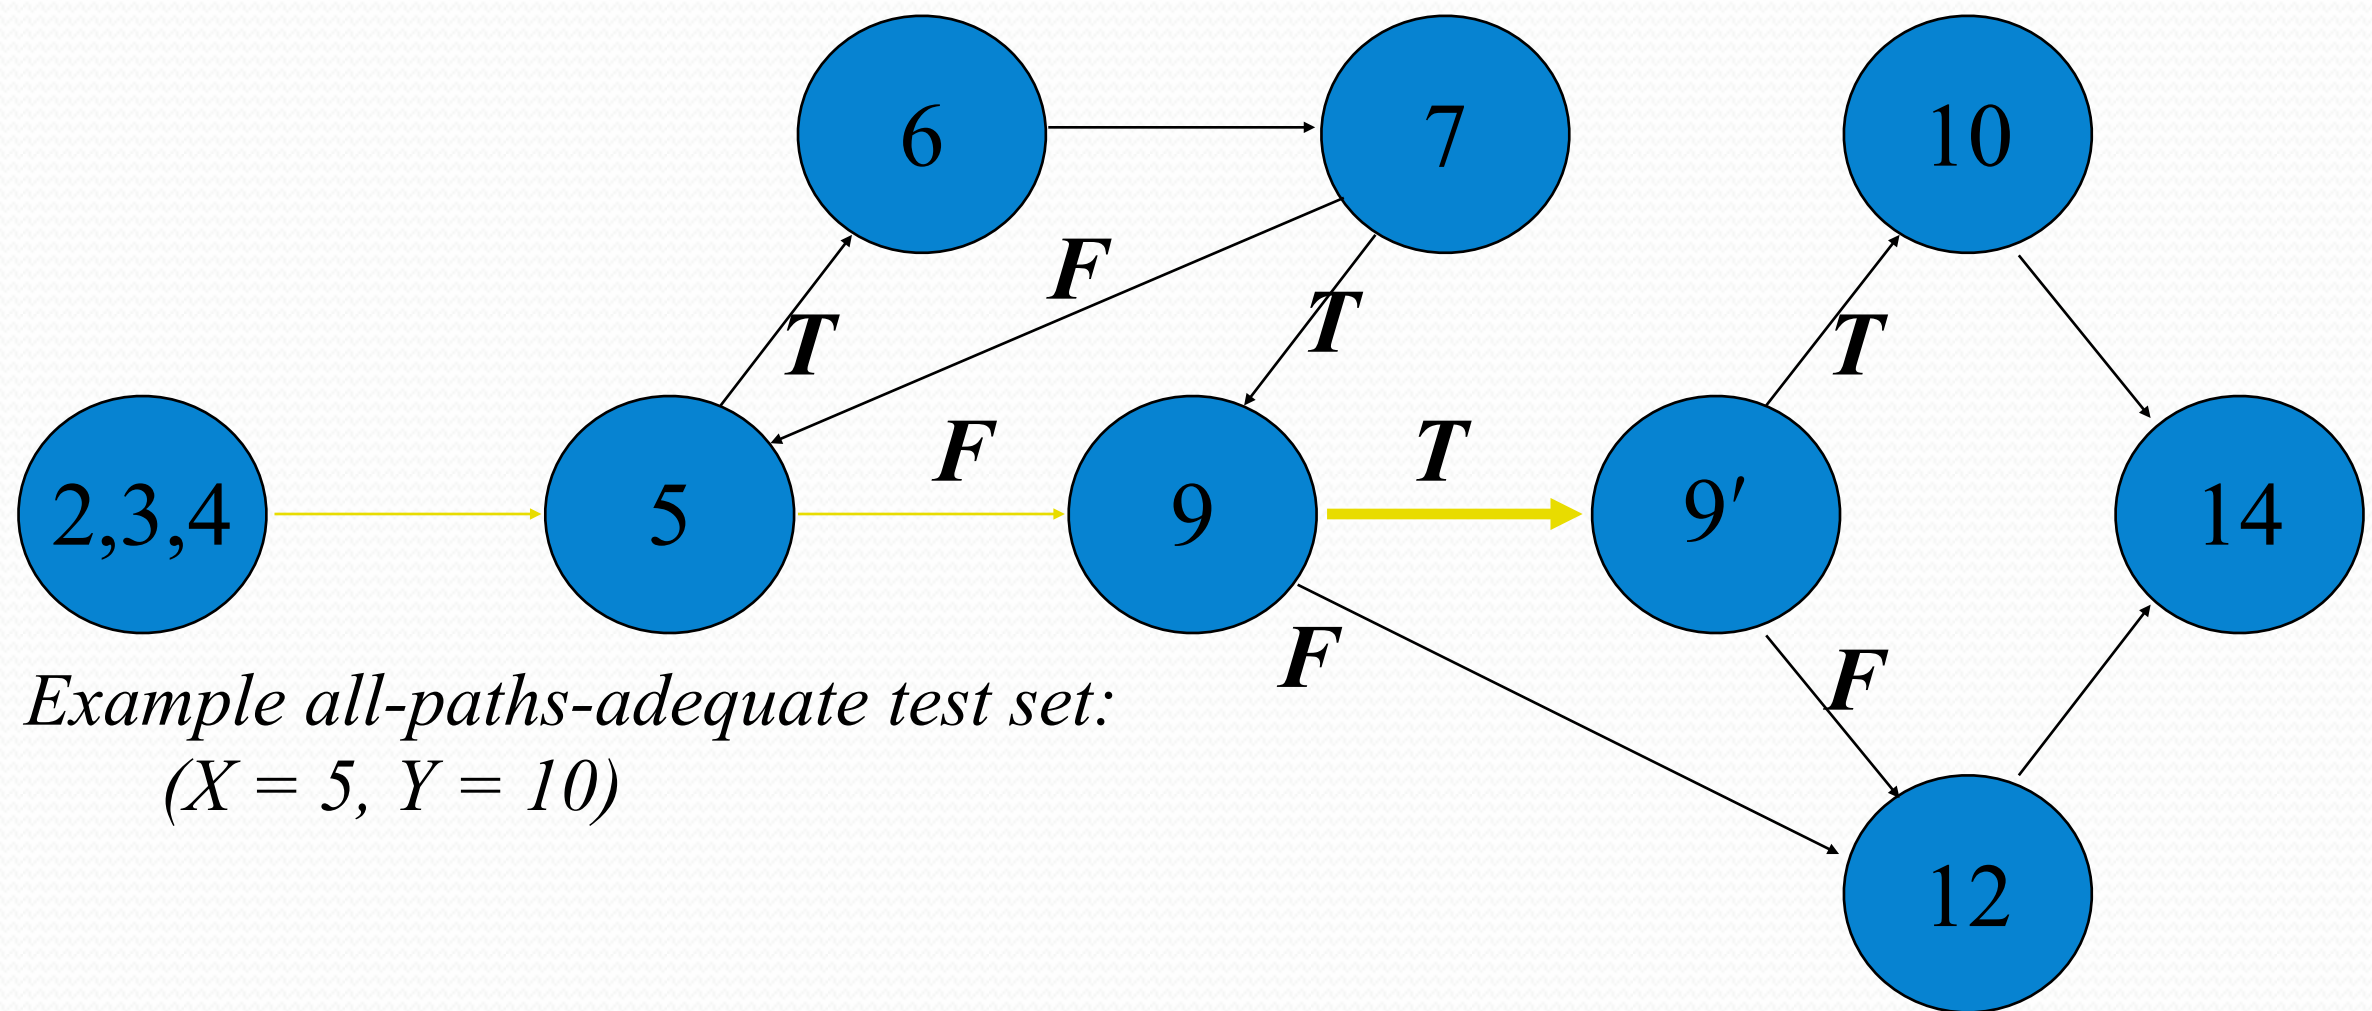 6
7
10
F
T
T
T
F
T
2,3,4
5
9
9′
14
F
F
Example all-paths-adequate test set:
(X = 5, Y = 10)
12